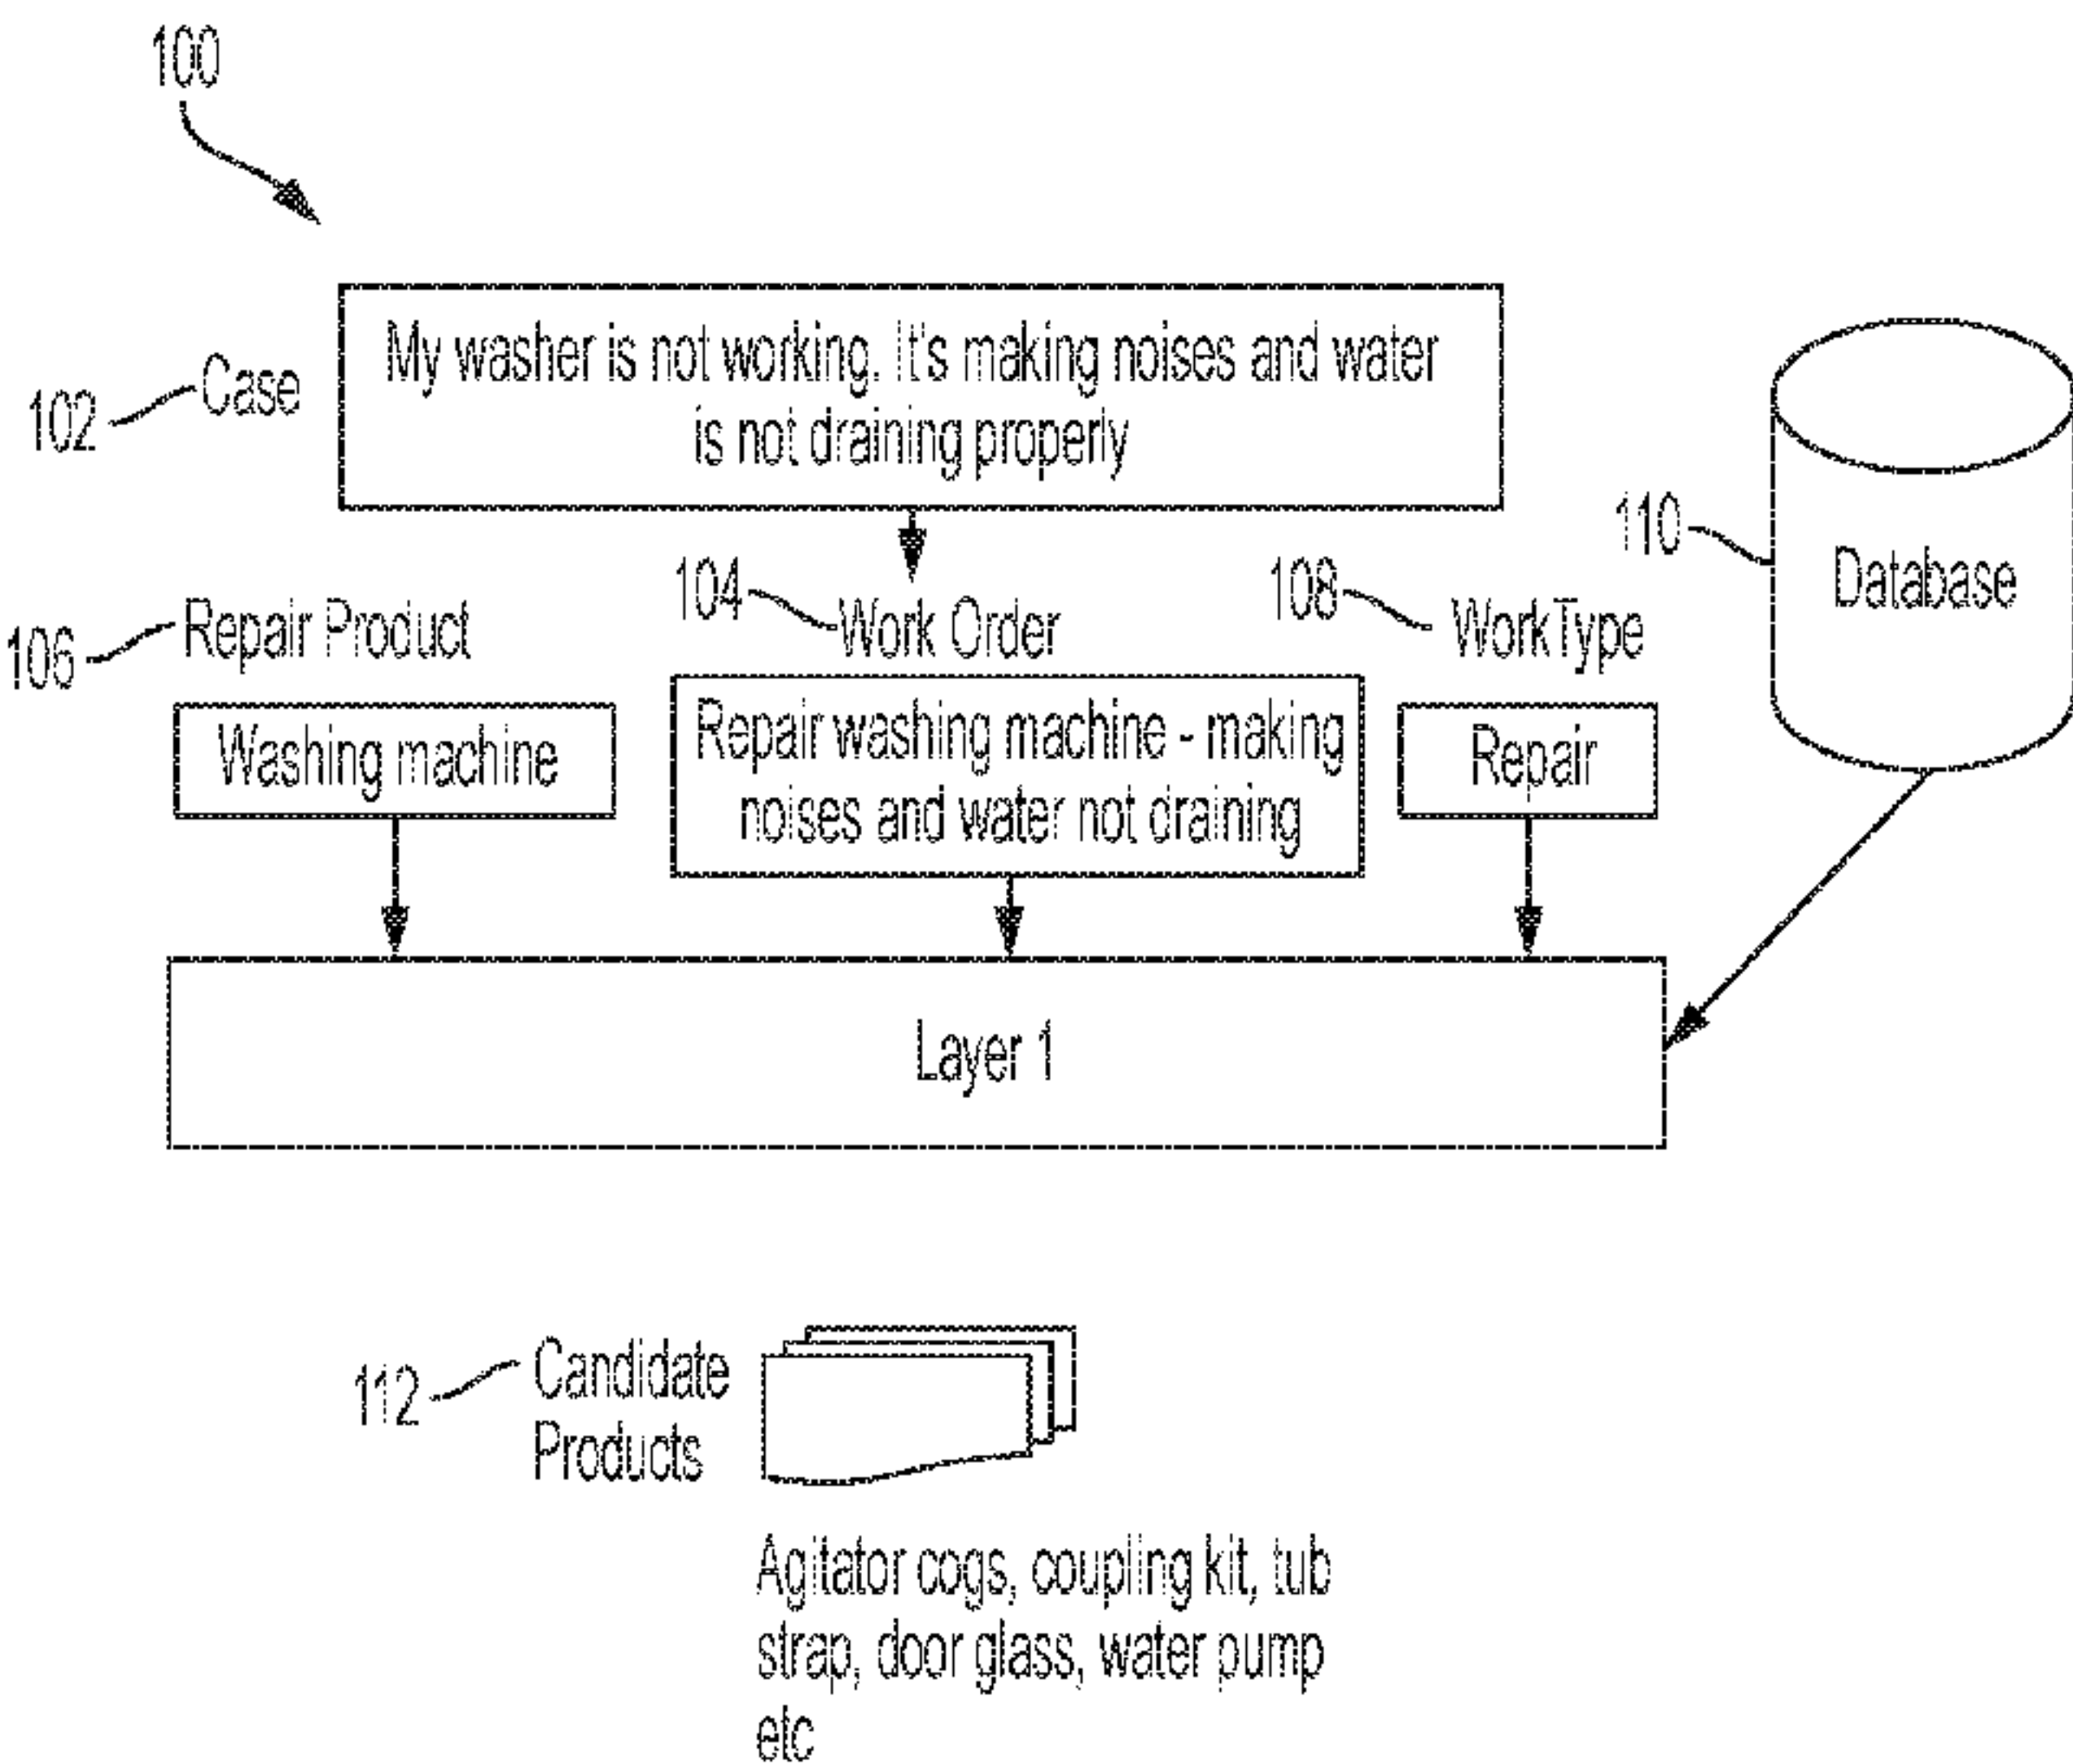 100
102 Case
My washer is not working. It's making noises and water
is not draining properly
110
Database
106 Repair Product
104 Work Order
108 WorkType
Washing machine
Repair washing machine - making
noises and water not draining
Repair
Layer 1
112 Candidate
Products
Agitator cogs, coupling kit, tub
strap, door glass, water pump
etc